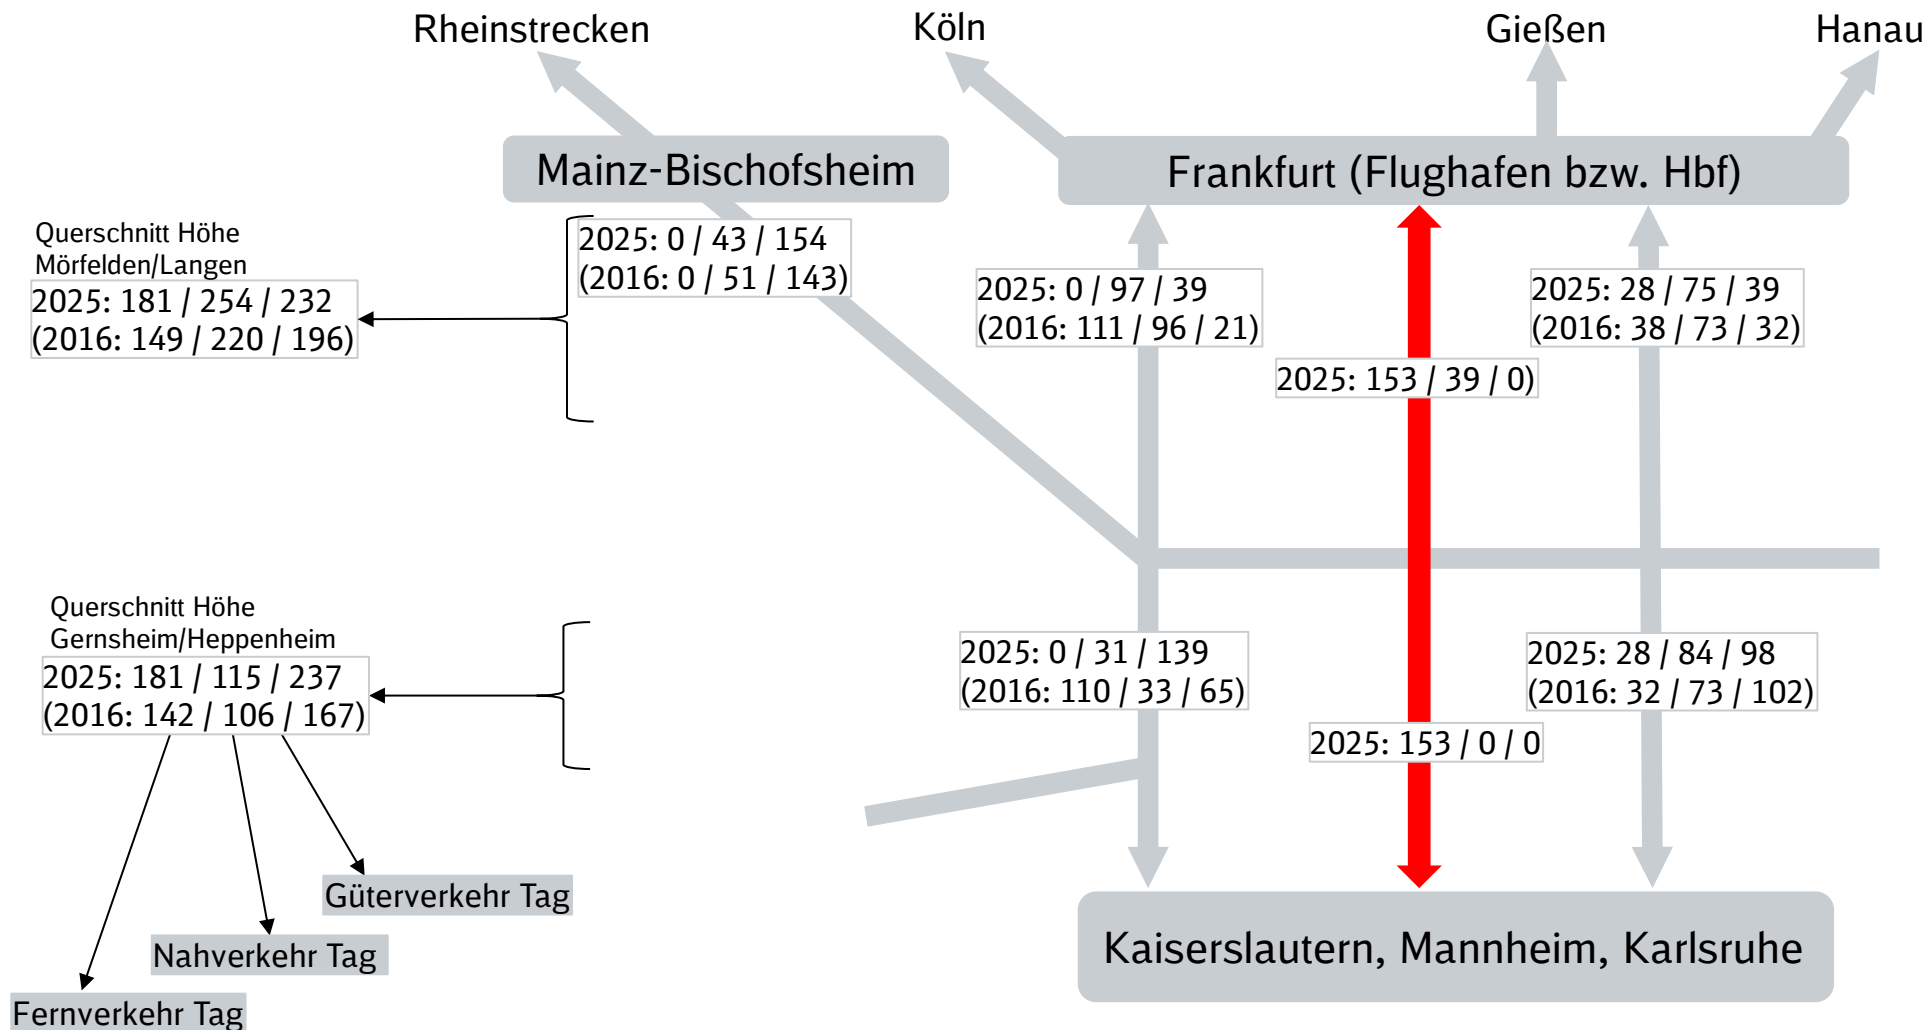 Rheinstrecken
Köln
Gießen
Hanau
Mainz-Bischofsheim
Frankfurt (Flughafen bzw. Hbf)
Querschnitt Höhe
Mörfelden/Langen
2025: 181 / 254 / 232
(2016: 149 / 220 / 196)
2025: 0 / 43 / 154
(2016: 0 / 51 / 143)
2025: 0 / 97 / 39
(2016: 111 / 96 / 21)
2025: 28 / 75 / 39
(2016: 38 / 73 / 32)
2025: 153 / 39 / 0)
Querschnitt Höhe
Gernsheim/Heppenheim
2025: 181 / 115 / 237
(2016: 142 / 106 / 167)
2025: 0 / 31 / 139
(2016: 110 / 33 / 65)
2025: 28 / 84 / 98
(2016: 32 / 73 / 102)
2025: 153 / 0 / 0
Güterverkehr Tag
Nahverkehr Tag
Fernverkehr Tag
Kaiserslautern, Mannheim, Karlsruhe